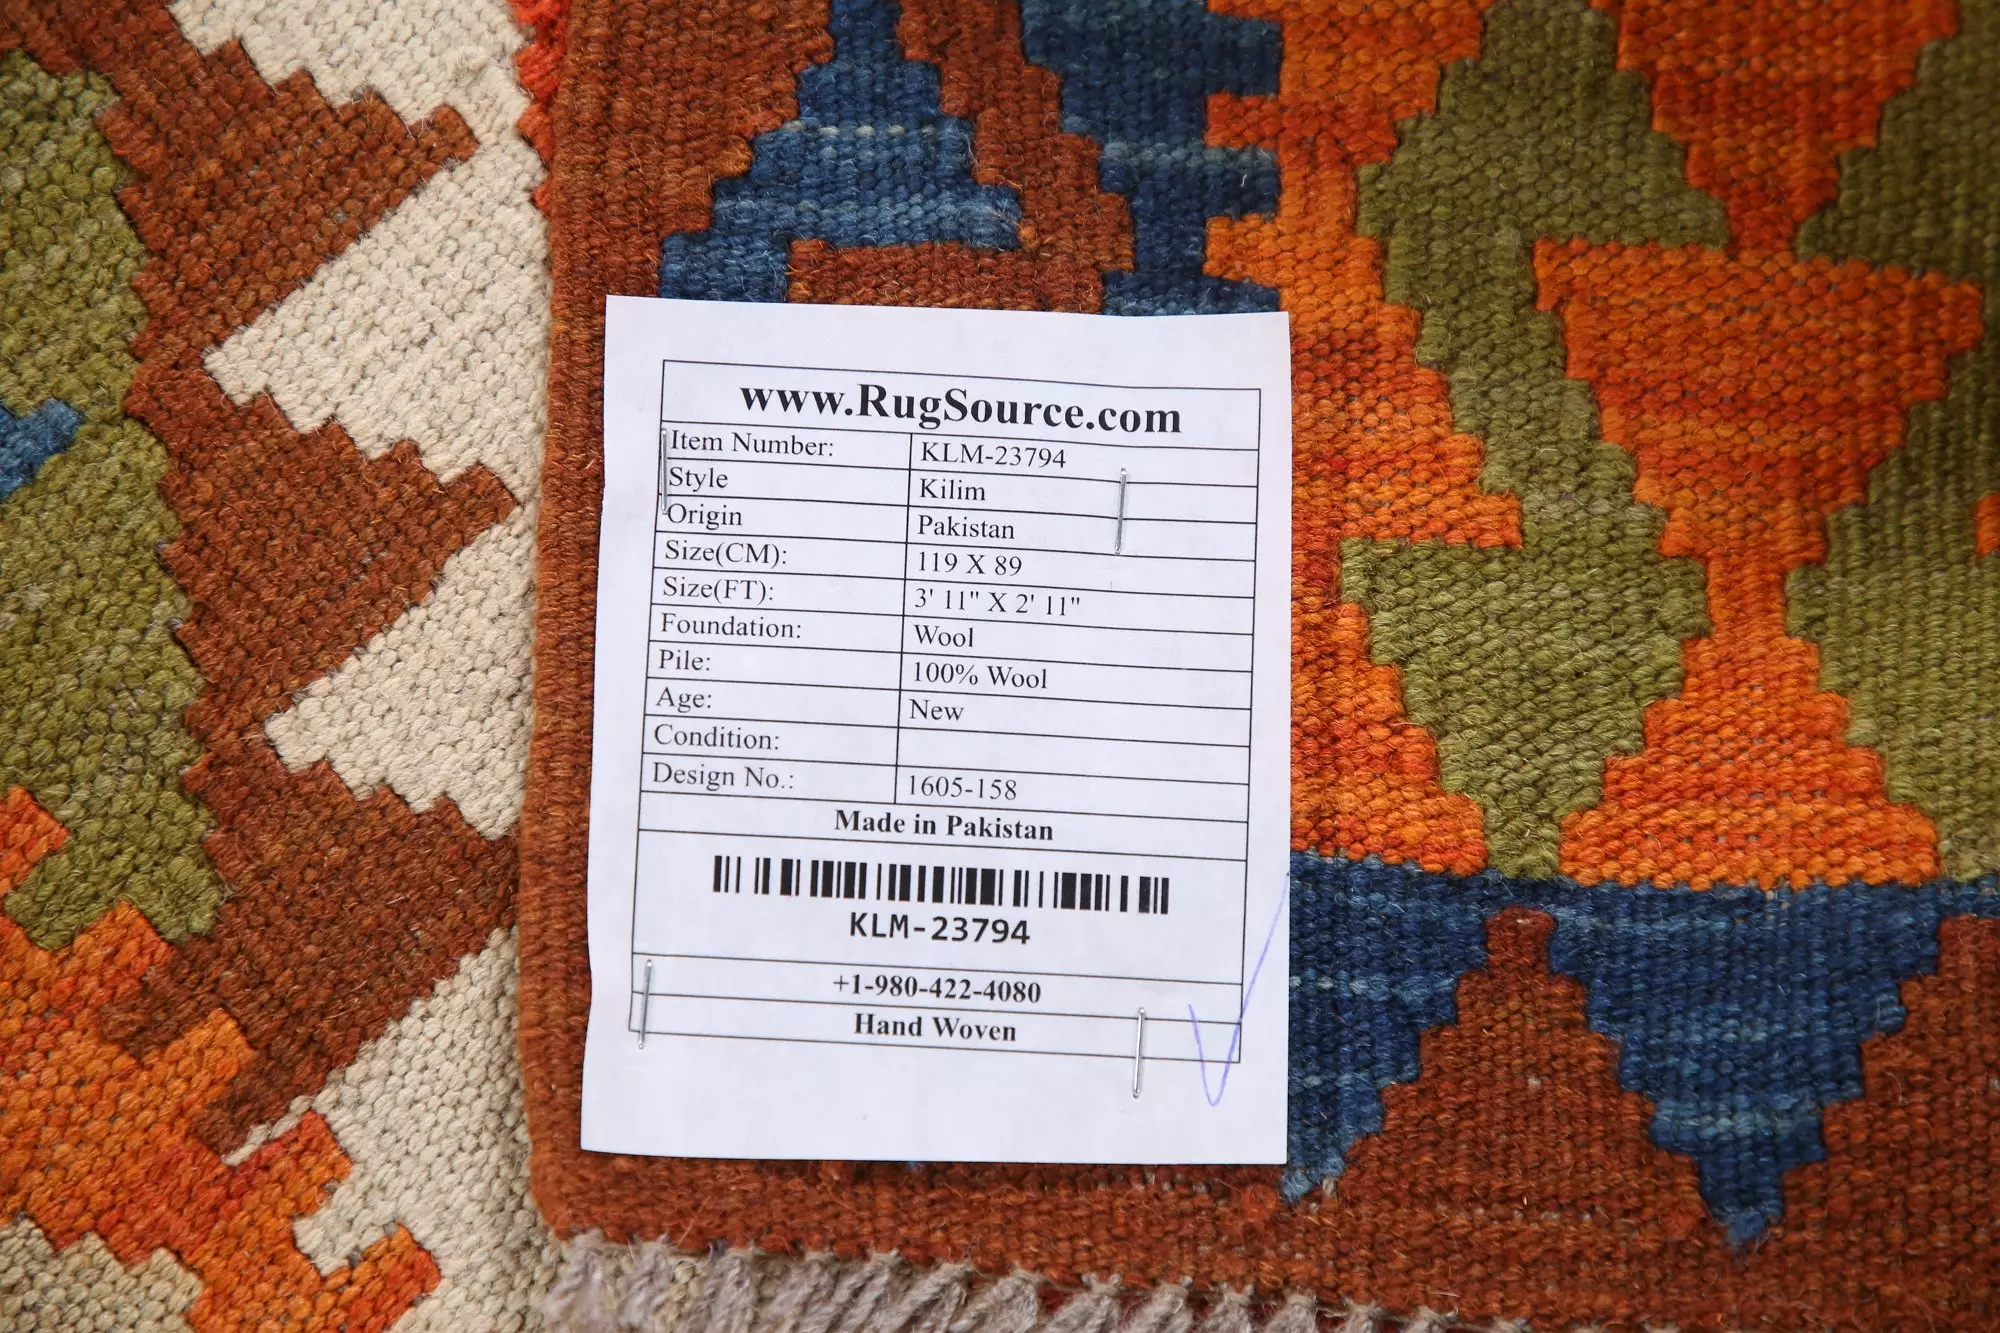 www.RugSource.com
Item Number: KLM-23794
Style Kilim
Origin Pakistan
Size(CM): 119 X 89
Size(FT): 3' 11" X 2' 11"
Foundation: Wool
Pile: 100% Wool
Age: New
Condition:
Design No.: 1605-158
Made in Pakistan
KLM-23794
+1-980-422-4080
Hand Woven